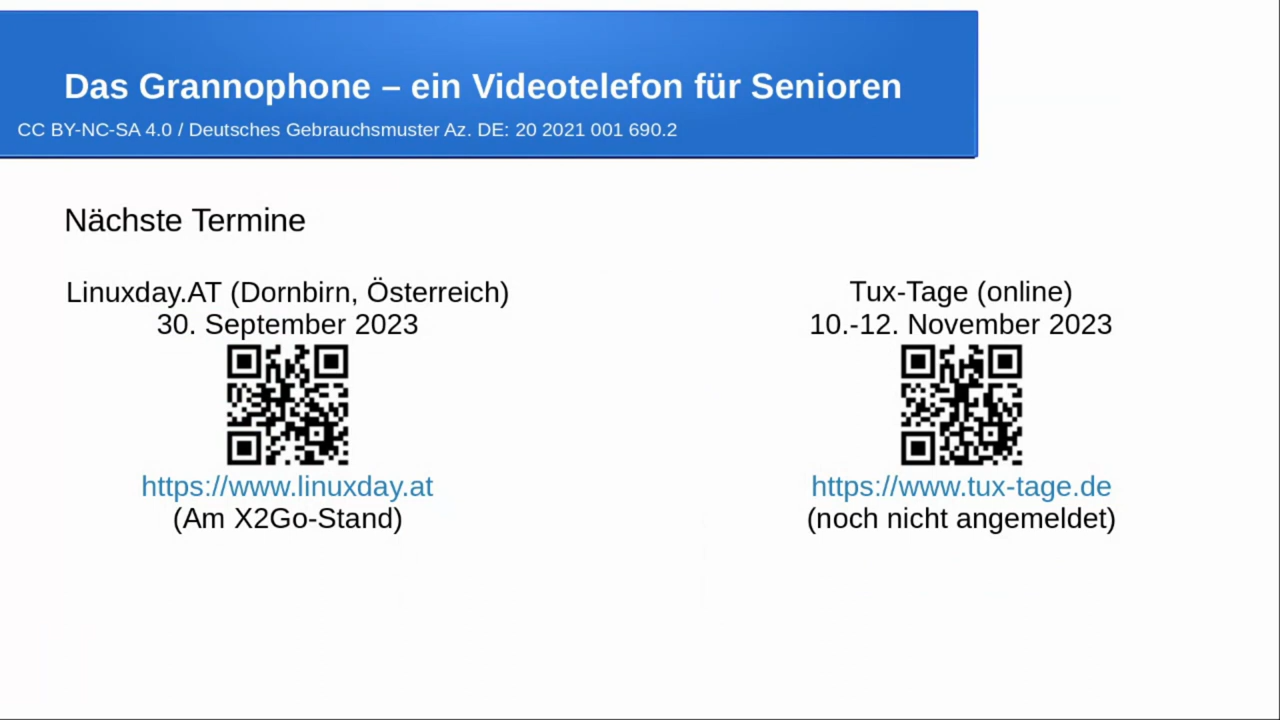 Das Grannophone – ein Videotelefon für Senioren
CC BY-NC-SA 4.0 / Deutsches Gebrauchsmuster Az. DE: 20 2021 001 690.2
Nächste Termine
Linuxday.AT (Dornbirn, Österreich)
30. September 2023
https://www.linuxday.at
(Am X2Go-Stand)
Tux-Tage (online)
10.-12. November 2023
https://www.tux-tage.de
(noch nicht angemeldet)